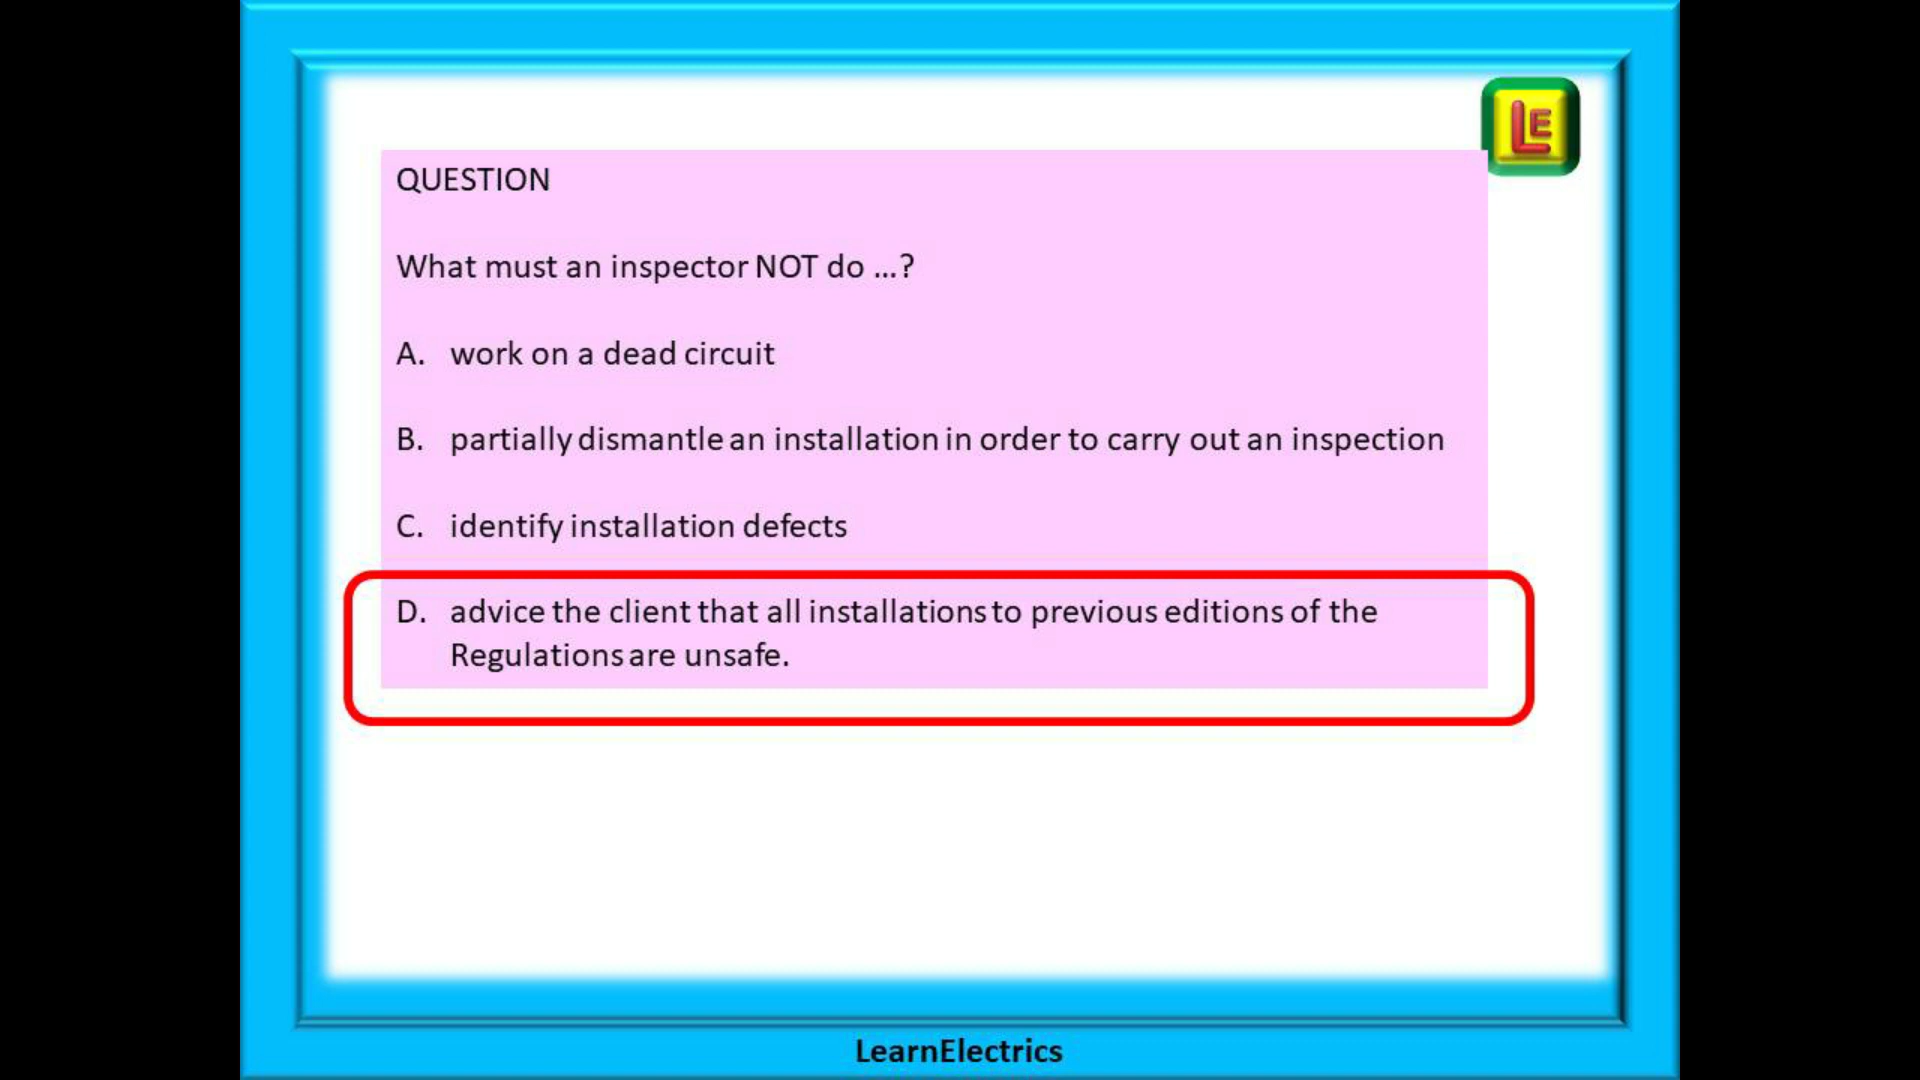 LE
QUESTION
What must an inspector NOT do ...?
A. work on a dead circuit
B. partially dismantle an installation in order to carry out an inspection
C. identify installation defects
D. advice the client that all installations to previous editions of the
Regulations are unsafe.
LearnElectrics